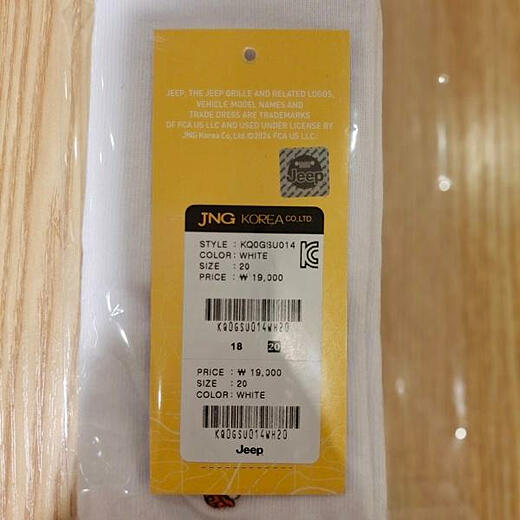 JEEP, THE JEEP GRILLE AND RELATED LOGOS,
VEHICLE MODEL NAMES AND
TRADE DRESS ARE TRADEMARKS
OF FCA US LLC AND USED UNDER LICENSE BY
JNG Korea Co, Ltd. ©2024 FCA US LLC.
Jeep
JNG KOREA CO.,LTD
STYLE : KQ0GSU014
COLOR : WHITE
SIZE : 20
PRICE : ₩ 19,000
KQ0GSU014WH20
18 20
PRICE : ₩ 19,000
SIZE : 20
COLOR: WHITE
KQ0GSU014WH20
Jeep